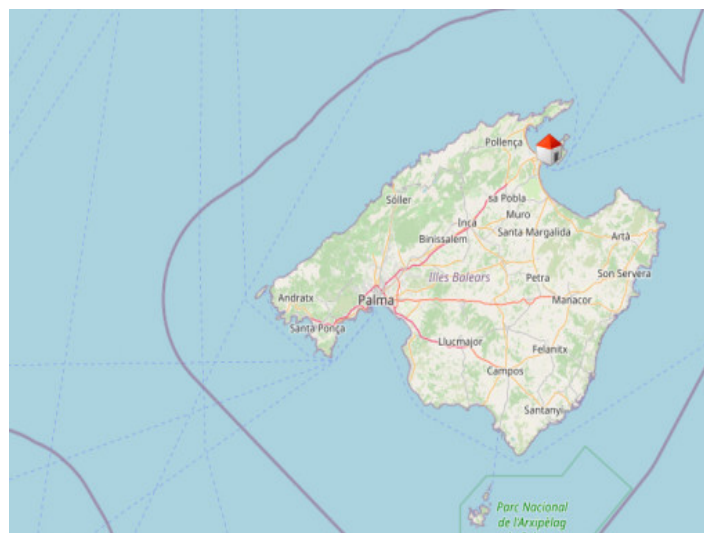 Pollença
sa Pobla
Sóller
Muro
Inca
Santa Margalida
Artà
Binissalem
Illes Balears
Petra
Son Servera
Andratx
Palma
Manacor
Santa Ponça
Llucmajor
Felanitx
Campos
Santanyí
Parc Nacional
de l'Arxipèlag